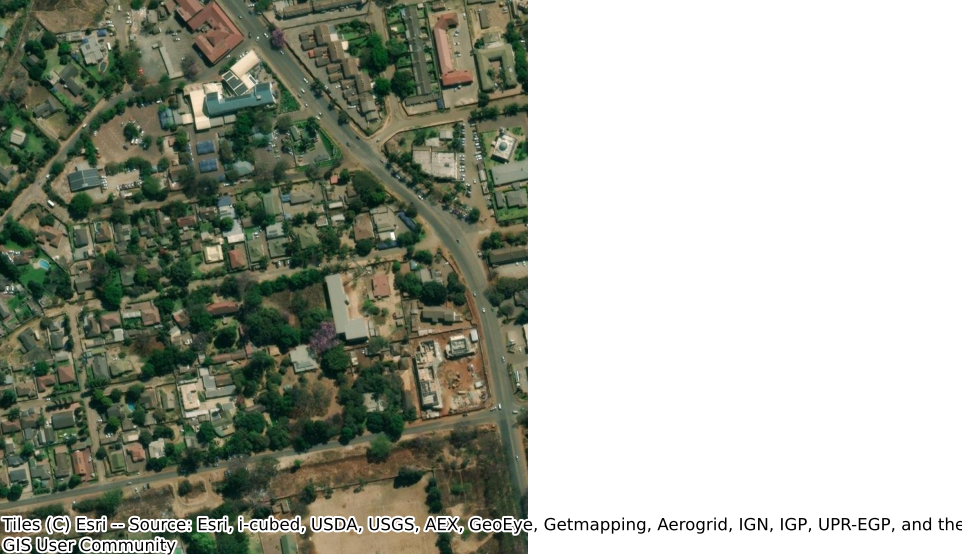 Tiles (C) Esri -- Source: Esri, i-cubed, USDA, USGS, AEX, GeoEye, Getmapping, Aerogrid, IGN, IGP, UPR-EGP, and the
GIS User Community